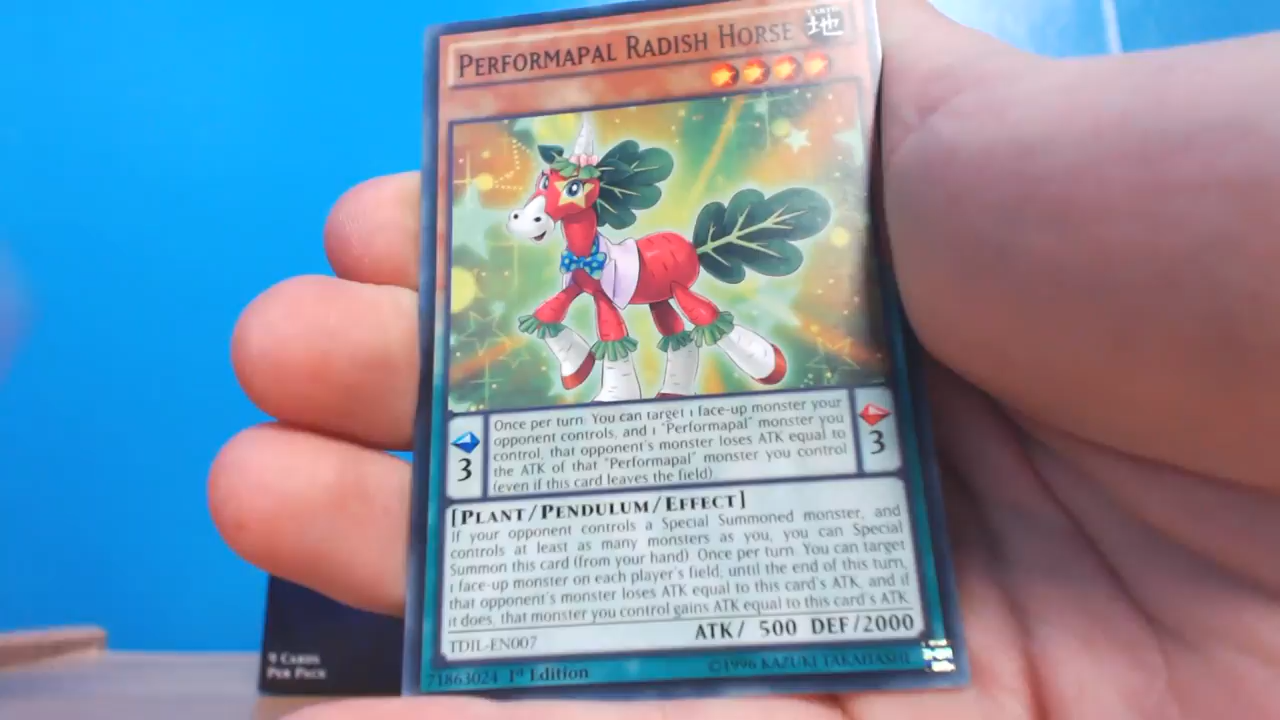 PERFORMAPAL RADISH HORSE
EARTH
地
Once per turn: You can target 1 face-up monster your
opponent controls, and 1 "Performapal" monster you
control, that opponent's monster loses ATK equal to
the ATK of that "Performapal" monster you control
(even if this card leaves the field)
3
3
[PLANT/PENDULUM/EFFECT]
If your opponent controls a Special Summoned monster, and
controls at least as many monsters as you, you can Special
Summon this card (from your hand). Once per turn: You can target
1 face-up monster on each player's field; until the end of this turn,
that opponent's monster loses ATK equal to this card's ATK, and if
it does, that monster you control gains ATK equal to this card's ATK.
ATK/ 500 DEF/2000
TDIL-EN007
71863024 1st Edition
©1996 KAZUKI TAKAHASHI
9 CARDS
PER PACK